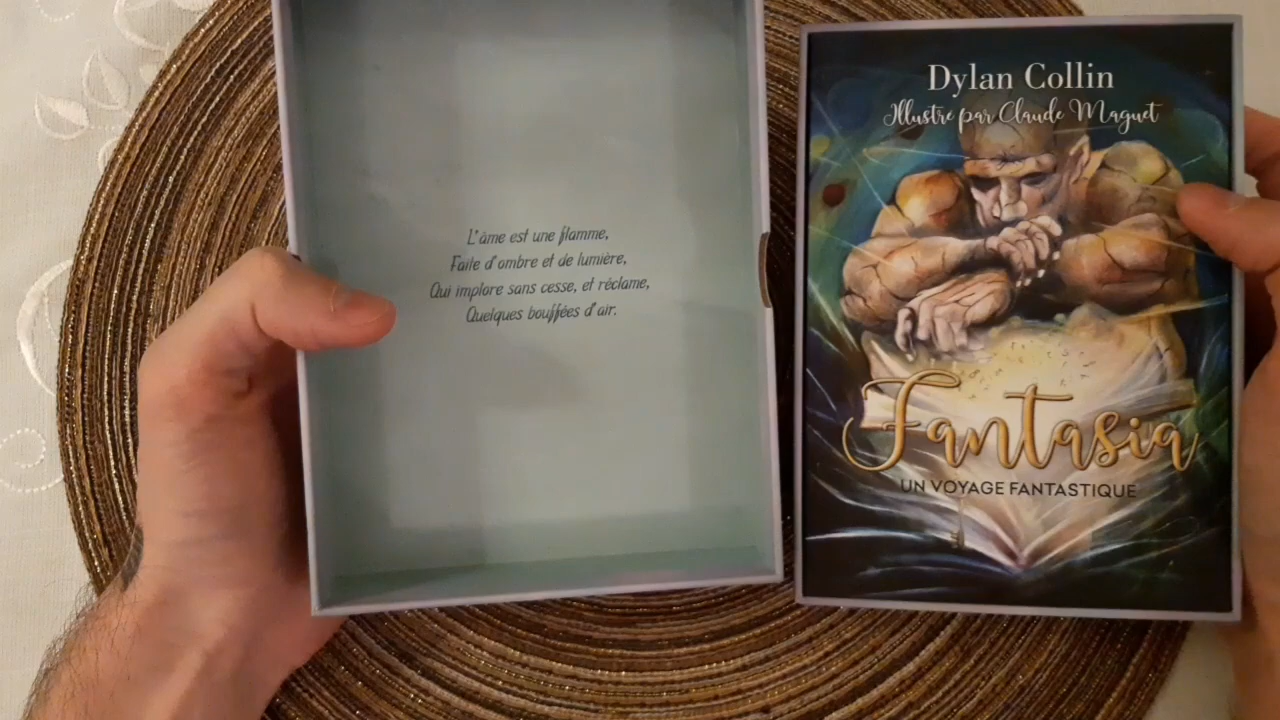 L'âme est une flamme,
Faite d'ombre et de lumière,
Qui implore sans cesse, et réclame,
Quelques bouffées d'air.
Dylan Collin
Illustré par Claude Maguet
Fantasia
UN VOYAGE FANTASTIQUE